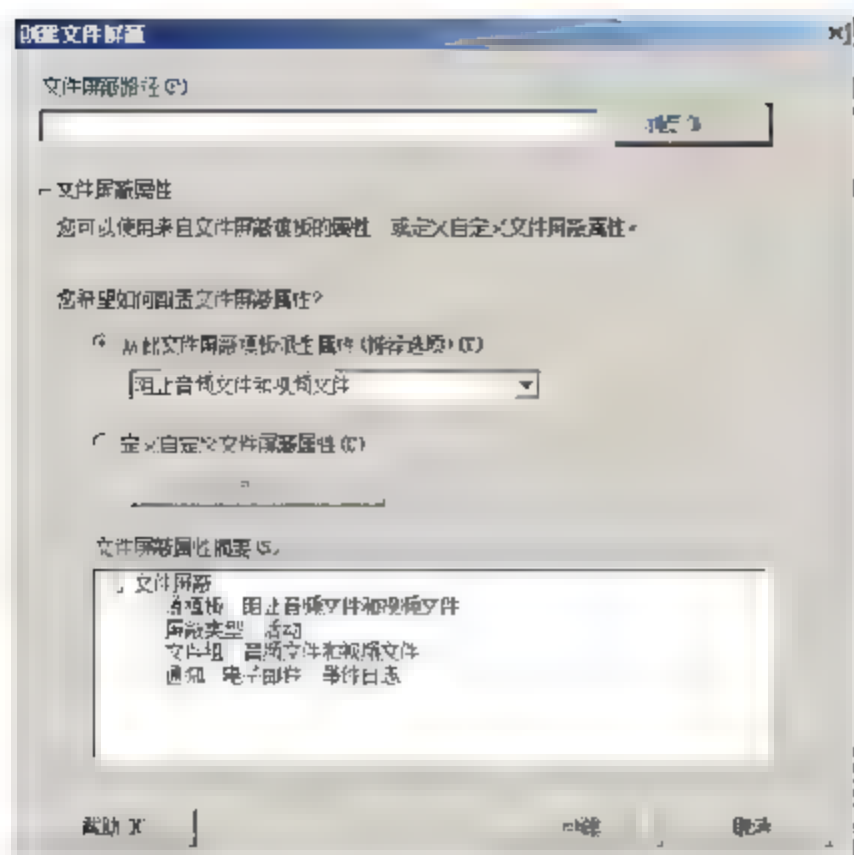 创建文件屏蔽
文件屏蔽路径(P)
文件屏蔽属性
您可以使用来自文件屏蔽模板的属性 或定义自定义文件屏蔽属性。
您希望如何配置文件屏蔽属性?
从此文件屏蔽模板派生属性(推荐选项)(T)
阻止音频文件和视频文件
定义自定义文件屏蔽属性(C)
文件屏蔽属性摘要(S)
文件屏蔽
源模板 阻止音频文件和视频文件
屏蔽类型 活动
文件组 音频文件和视频文件
通知 电子邮件 事件日志
帮助 创建 取消